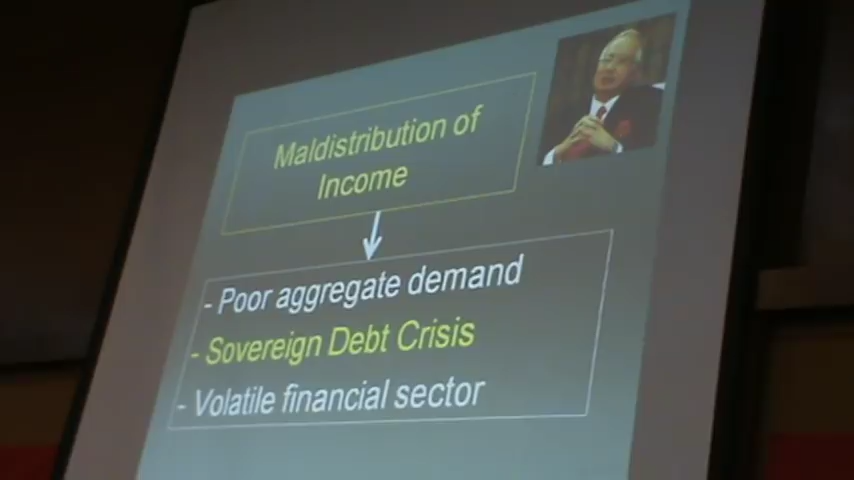 Maldistribution of
Income
- Poor aggregate demand
- Sovereign Debt Crisis
- Volatile financial sector